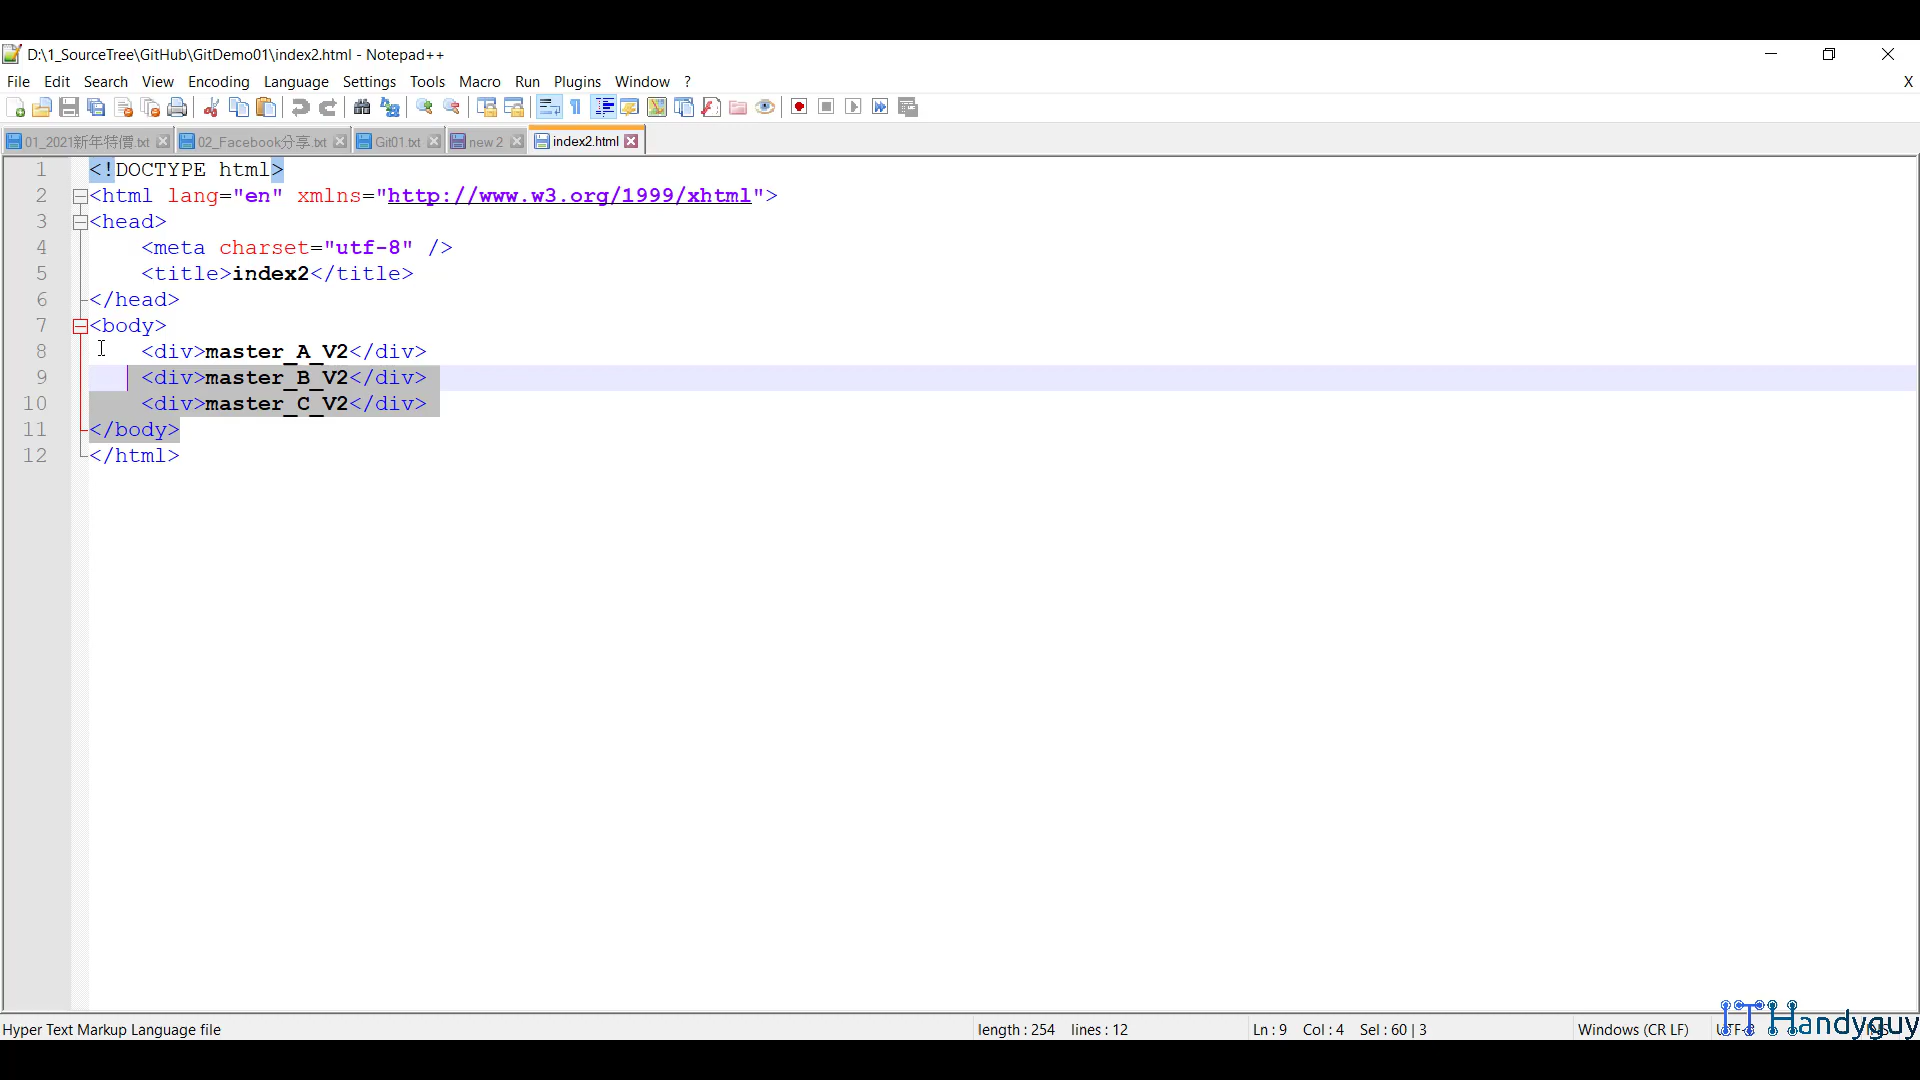 D:\1_SourceTree\GitHub\GitDemo01\index2.html - Notepad++
File Edit Search View Encoding Language Settings Tools Macro Run Plugins Window ? X
01_2021新年特價.txt 02_Facebook分享.txt Git01.txt new 2 index2.html
1 <!DOCTYPE html>
2 <html lang="en" xmlns="http://www.w3.org/1999/xhtml">
3 <head>
4 <meta charset="utf-8" />
5 <title>index2</title>
6 </head>
7 <body>
8 <div>master_A_V2</div>
9 <div>master_B_V2</div>
10 <div>master_C_V2</div>
11 </body>
12 </html>
Hyper Text Markup Language file length : 254 lines : 12 Ln : 9 Col : 4 Sel : 60 | 3 Windows (CR LF) UTF-8 INS
IT Handyguy